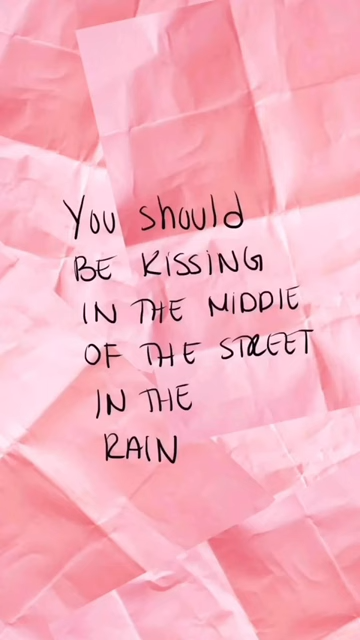 You should
BE KISSING
IN THE MIDDLE
OF THE STREET
IN THE
RAIN